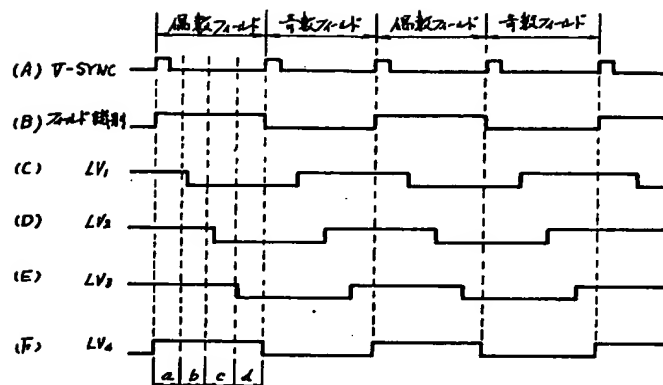 偶数フィールド 奇数フィールド 偶数フィールド 奇数フィールド
(A) V-SYNC
(B) フィールド識別
(C) LV1
(D) LV2
(E) LV3
(F) LV4
a b c d